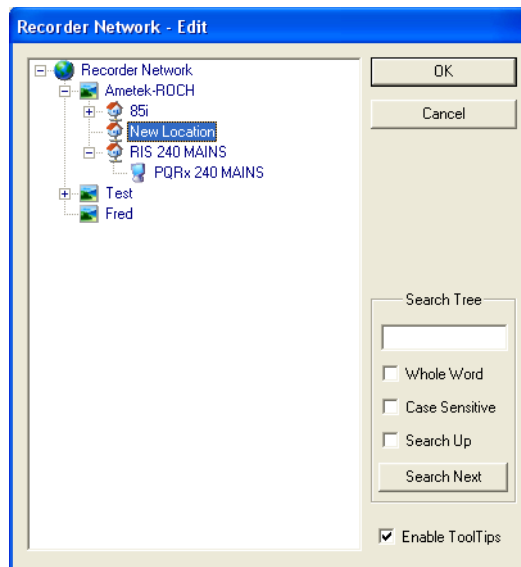 Recorder Network - Edit
Recorder Network
Ametek-ROCH
85i
New Location
RIS 240 MAINS
PQRx 240 MAINS
Test
Fred
OK
Cancel
Search Tree
Whole Word
Case Sensitive
Search Up
Search Next
Enable ToolTips